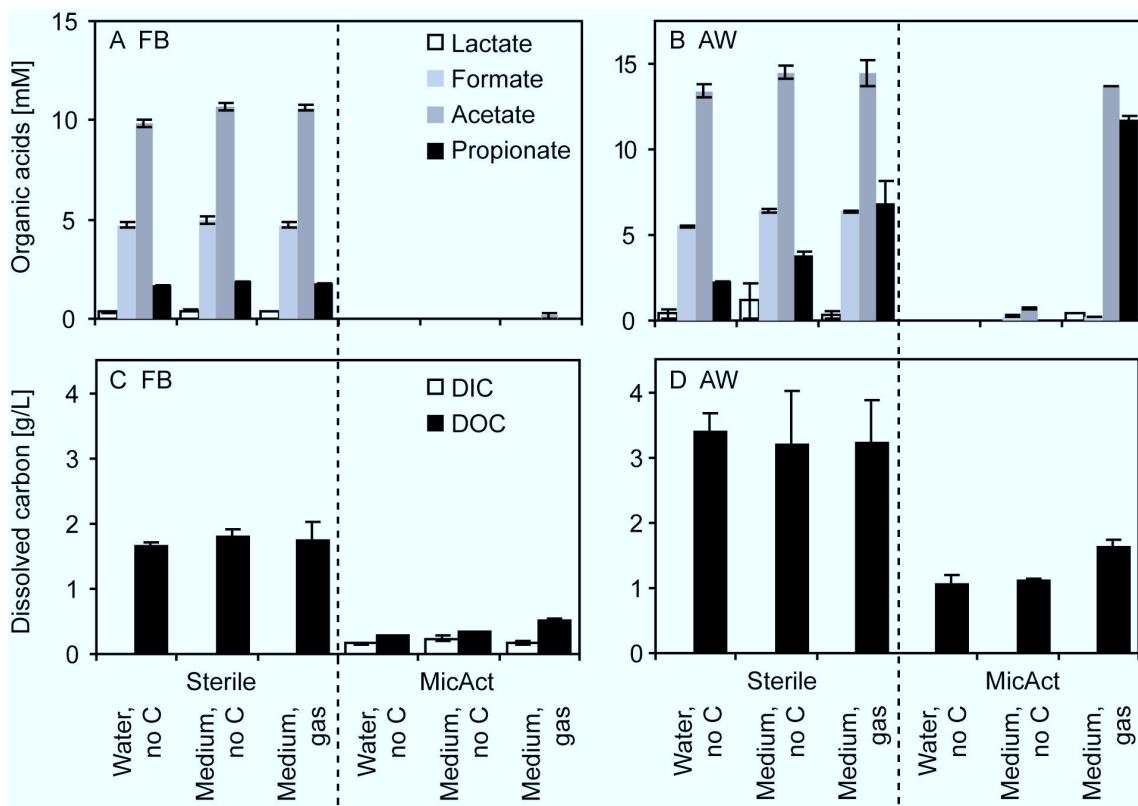 A FB
Lactate
Formate
Acetate
Propionate
Organic acids [mM]
15
10
5
0
B AW
15
10
5
0
C FB
DIC
DOC
Dissolved carbon [g/L]
4
3
2
1
0
D AW
4
3
2
1
0
Sterile
MicAct
Sterile
MicAct
Water,
no C
Medium,
no C
Medium,
gas
Water,
no C
Medium,
no C
Medium,
gas
Water,
no C
Medium,
no C
Medium,
gas
Water,
no C
Medium,
no C
Medium,
gas